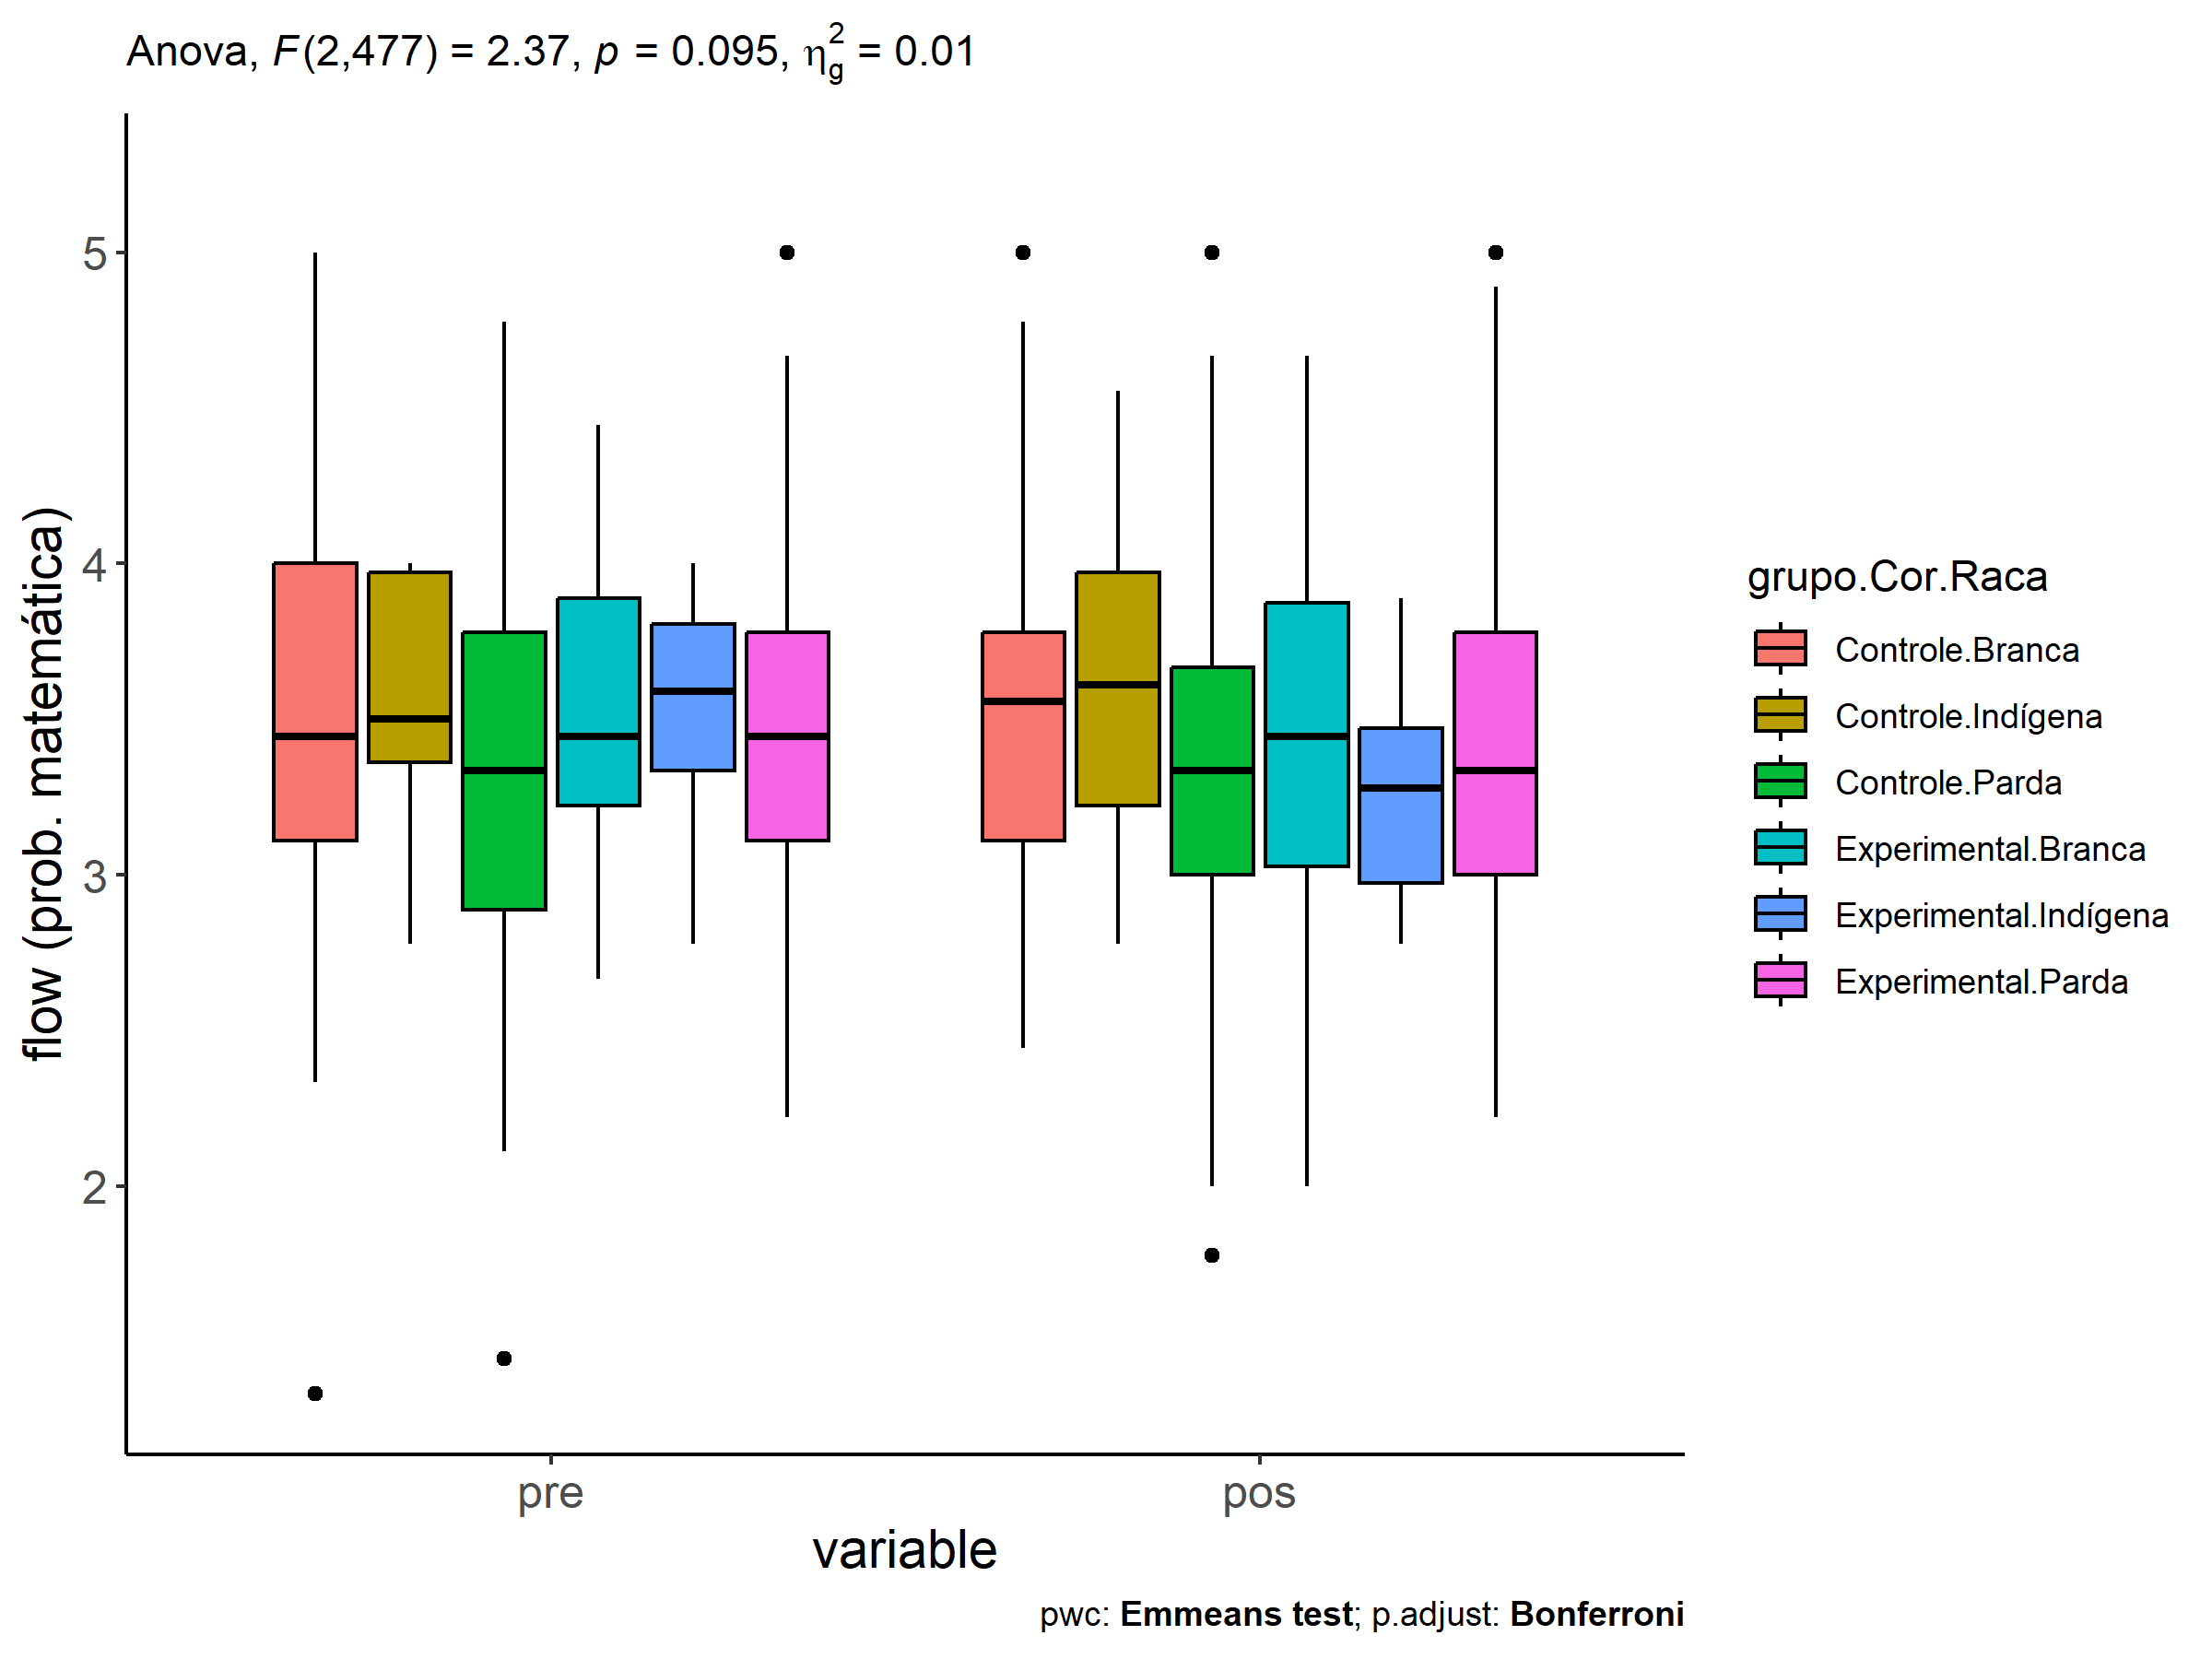 Anova, F(2,477) = 2.37, p = 0.095, η²g = 0.01
flow (prob. matemática)
5
4
3
2
pre
pos
variable
grupo.Cor.Raca
Controle.Branca
Controle.Indígena
Controle.Parda
Experimental.Branca
Experimental.Indígena
Experimental.Parda
pwc: Emmeans test; p.adjust: Bonferroni